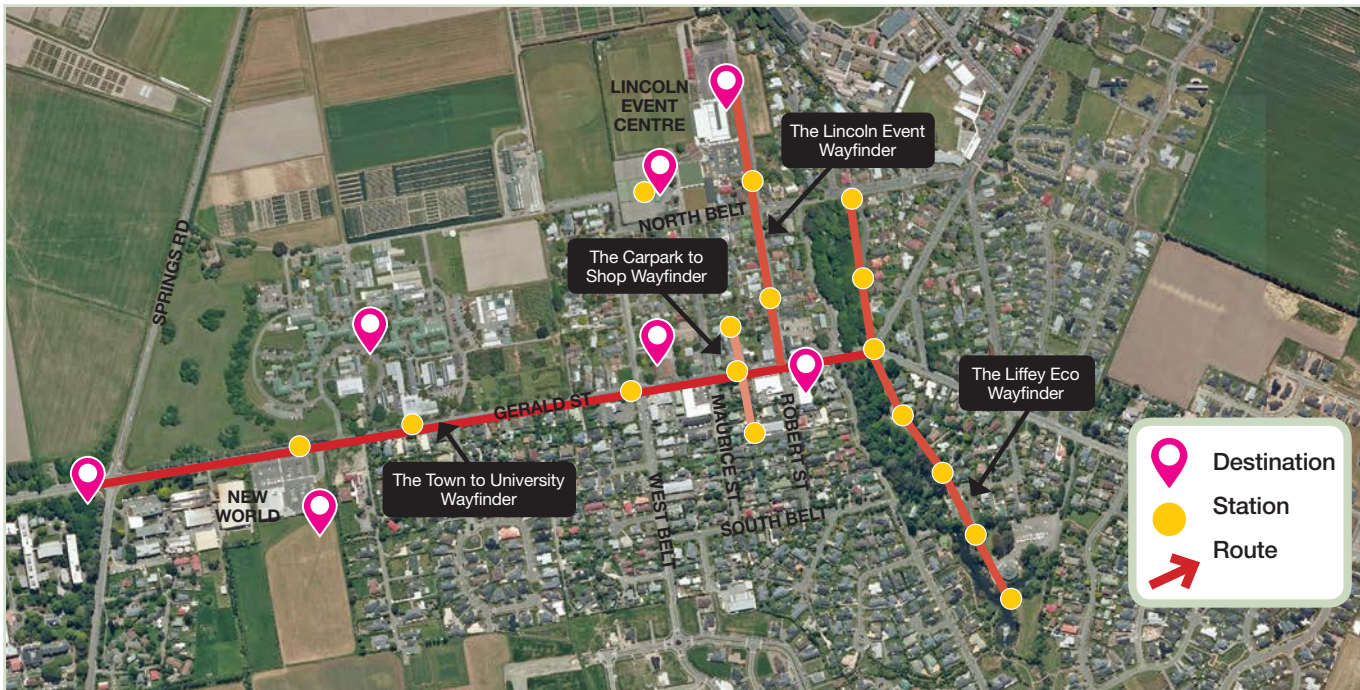 LINCOLN
EVENT
CENTRE
The Lincoln Event
Wayfinder
NORTH BELT
SPRINGS RD
The Carpark to
Shop Wayfinder
The Liffey Eco
Wayfinder
GERALD ST
MAURICE ST
ROBERT ST
The Town to University
Wayfinder
NEW
WORLD
WEST BELT
SOUTH BELT
Destination
Station
Route